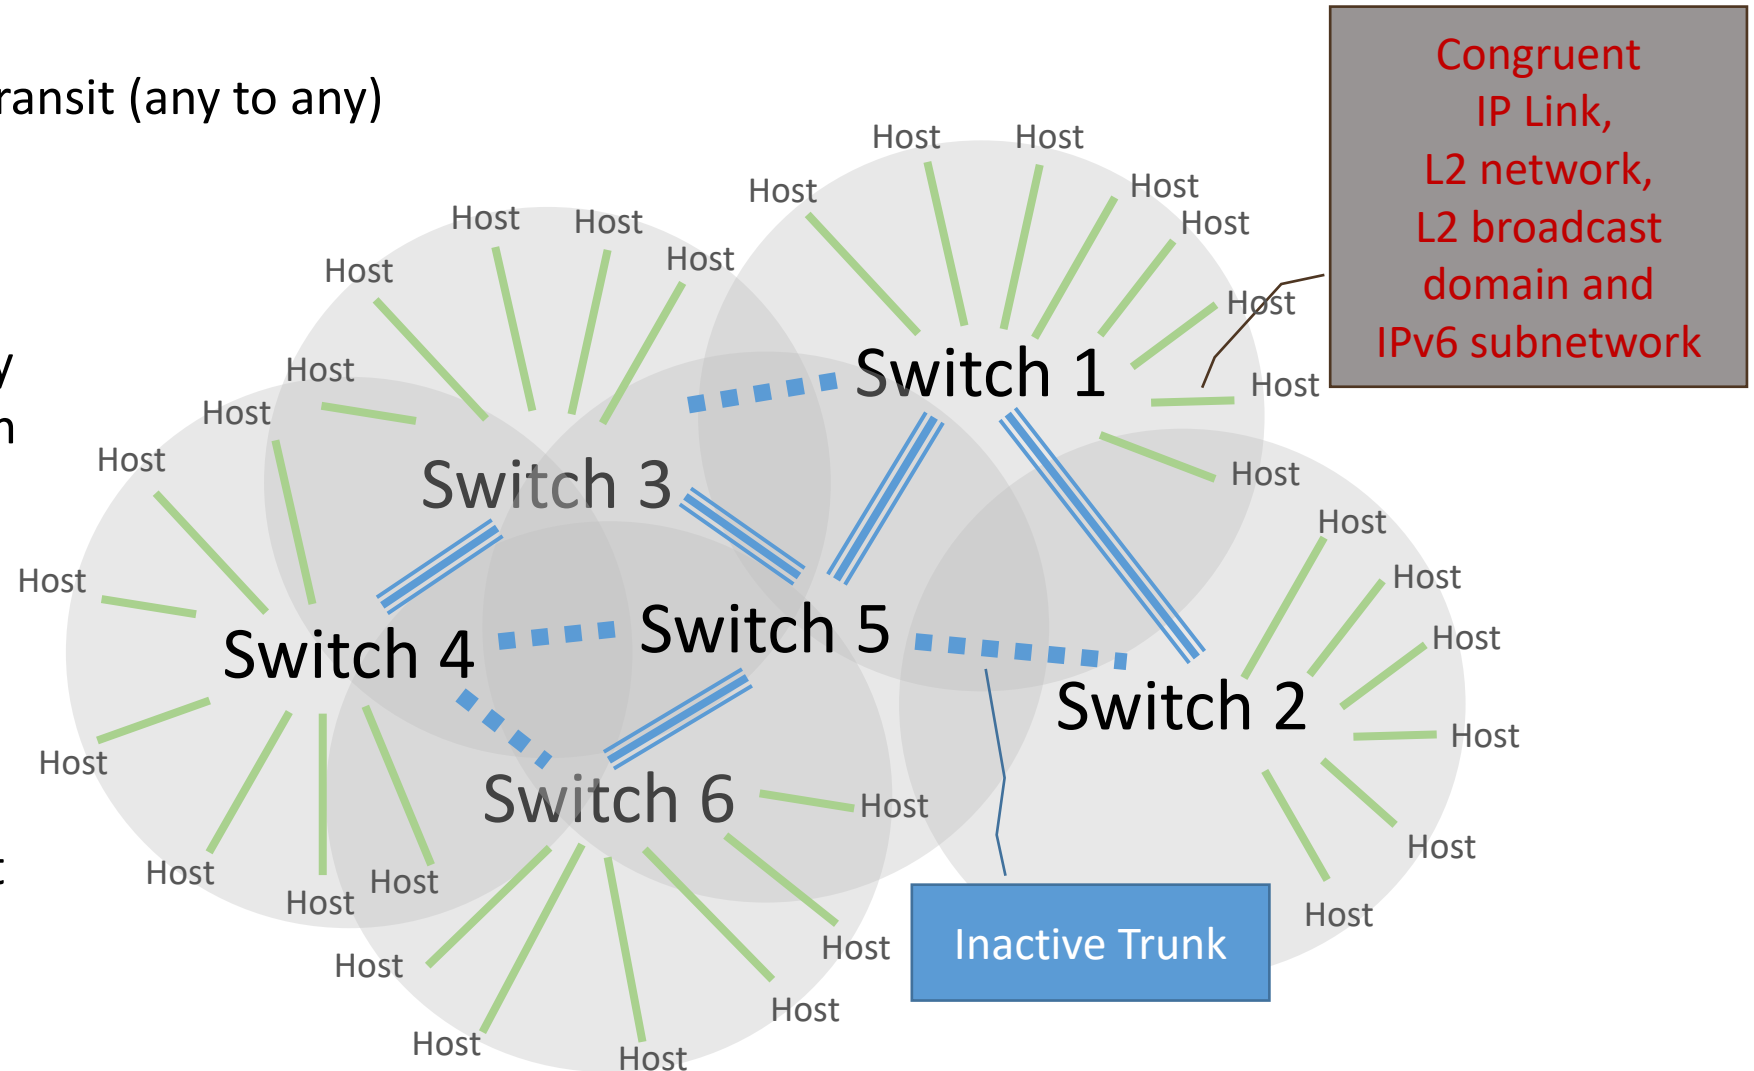 ransit (any to any)
Congruent
IP Link,
L2 network,
L2 broadcast
domain and
IPv6 subnetwork
Host
Host
Host
Host
Host
Host
Host
Host
Switch 1
Host
Host
Host
Host
Host
Switch 3
y
n
Host
Host
Host
Switch 4
Host
Host
Host
Host
Switch 5
Host
Host
Host
Switch 2
Host
Host
Host
Switch 6
Host
Host
Host
Host
Host
Host
t
Inactive Trunk